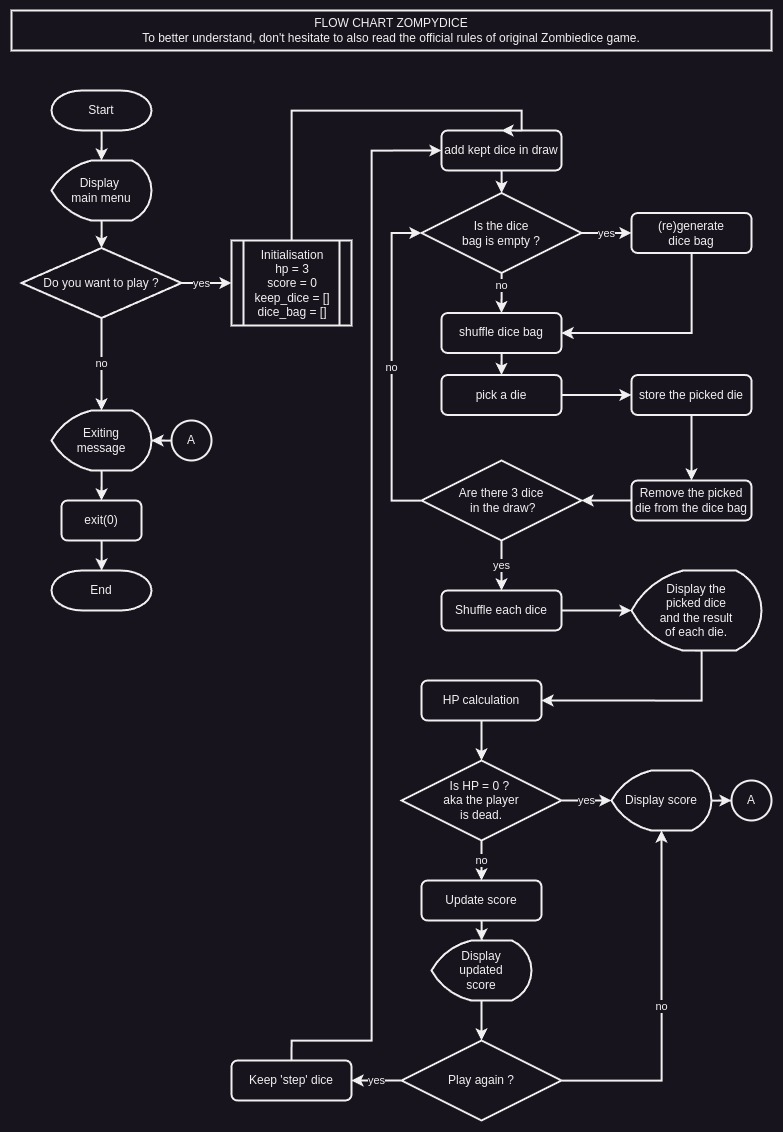 FLOW CHART ZOMPYDICE
To better understand, don't hesitate to also read the official rules of original Zombiedice game.
Start
Display
main menu
Do you want to play ?
yes
Initialisation
hp = 3
score = 0
keep_dice = []
dice_bag = []
no
Exiting
message
A
exit(0)
End
add kept dice in draw
Is the dice
bag is empty ?
yes
(re)generate
dice bag
no
shuffle dice bag
pick a die
store the picked die
Remove the picked
die from the dice bag
Are there 3 dice
in the draw?
no
yes
Shuffle each dice
Display the
picked dice
and the result
of each die.
HP calculation
Is HP = 0 ?
aka the player
is dead.
yes
Display score
A
no
Update score
Display
updated
score
Play again ?
no
yes
Keep 'step' dice